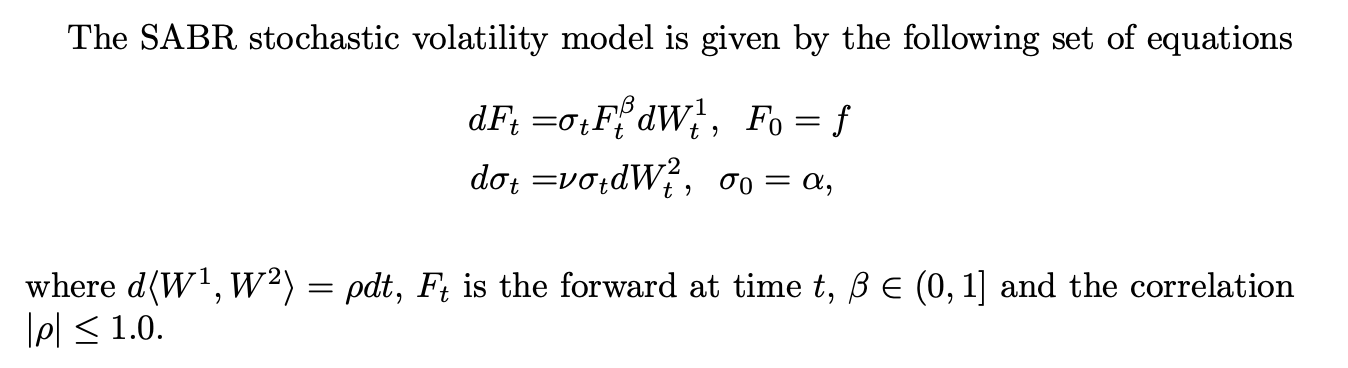 The SABR stochastic volatility model is given by the following set of equations
dF_t =σ_t F_t^β dW_t^1, F_0 = f
dσ_t =νσ_t dW_t^2, σ_0 = α,
where d⟨W^1, W^2⟩ = ρdt, F_t is the forward at time t, β ∈ (0, 1] and the correlation
|ρ| ≤ 1.0.